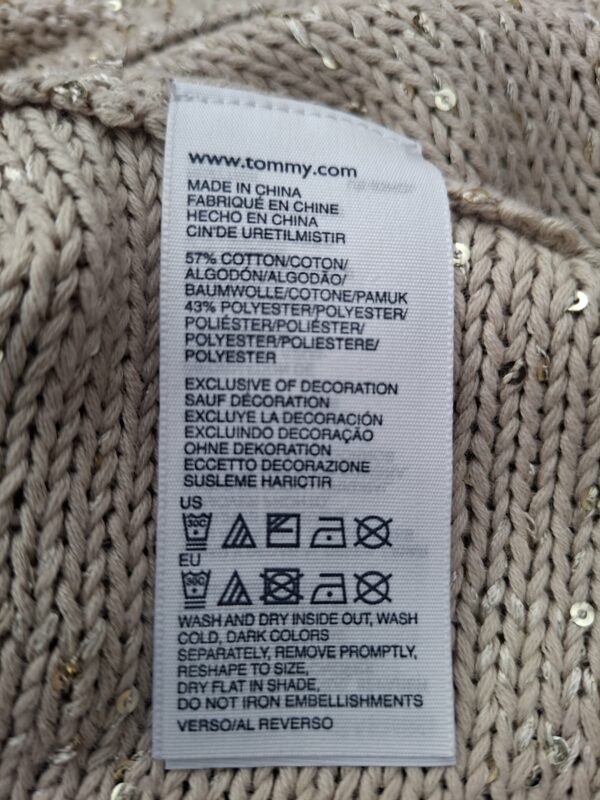 www.tommy.com
MADE IN CHINA
FABRIQUÉ EN CHINE
HECHO EN CHINA
CIN'DE URETILMISTIR
57% COTTON/COTON/
ALGODÓN/ALGODÃO/
BAUMWOLLE/COTONE/PAMUK
43% POLYESTER/POLYESTER/
POLIÉSTER/POLIÉSTER/
POLYESTER/POLIESTERE/
POLYESTER
EXCLUSIVE OF DECORATION
SAUF DÉCORATION
EXCLUYE LA DECORACIÓN
EXCLUINDO DECORAÇÃO
OHNE DEKORATION
ECCETTO DECORAZIONE
SUSLEME HARICTIR
US
30C
EU
30C
WASH AND DRY INSIDE OUT, WASH
COLD, DARK COLORS
SEPARATELY, REMOVE PROMPTLY,
RESHAPE TO SIZE,
DRY FLAT IN SHADE,
DO NOT IRON EMBELLISHMENTS
VERSO/AL REVERSO